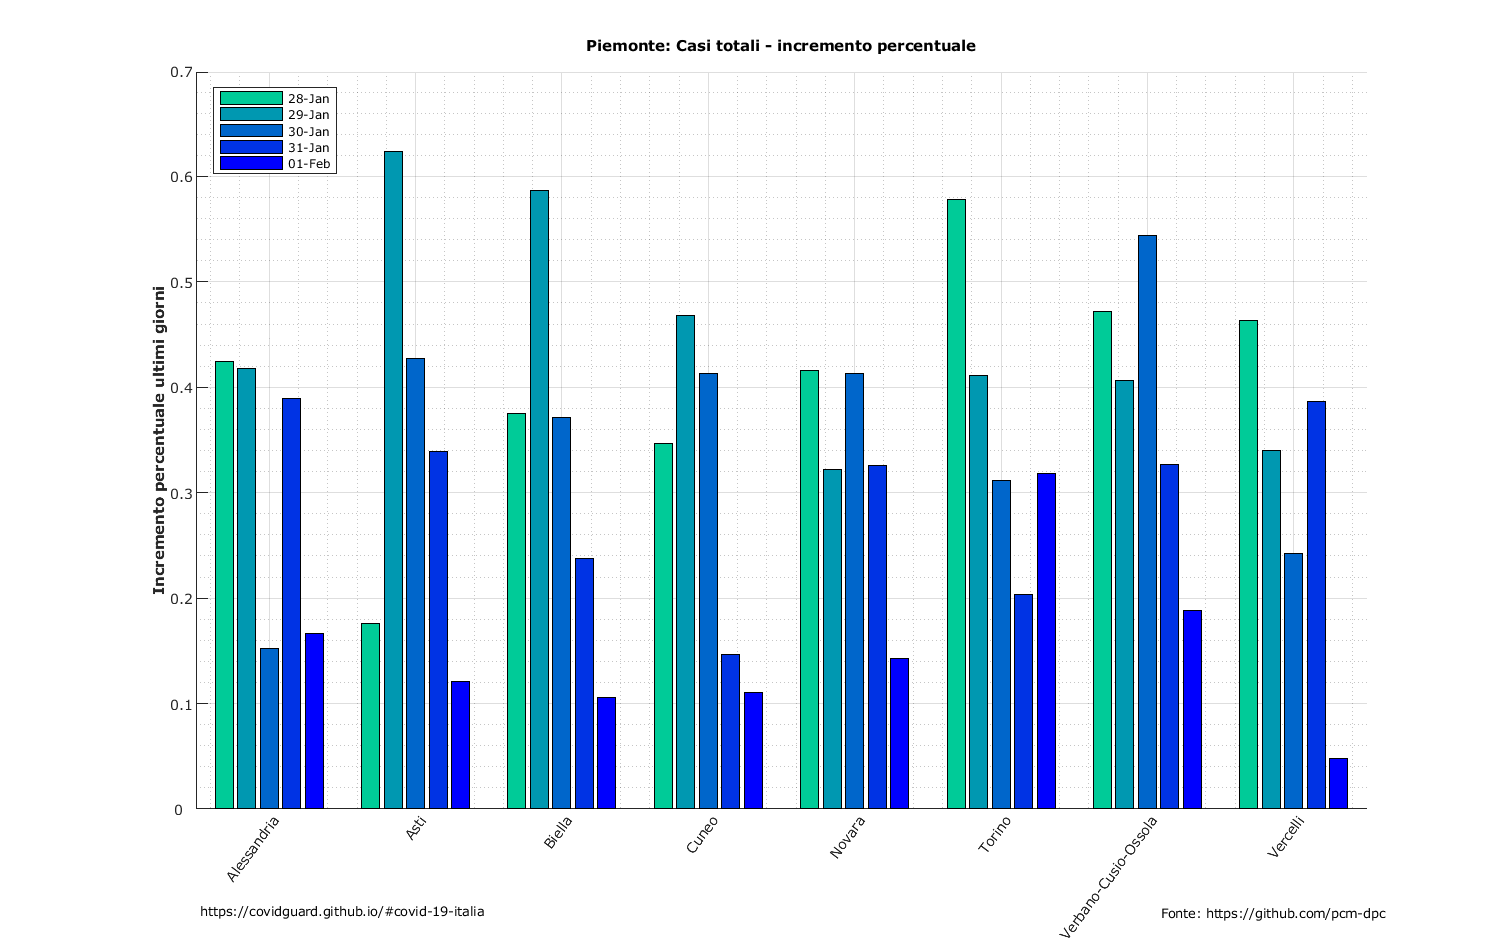 Piemonte: Casi totali - incremento percentuale
28-Jan
29-Jan
30-Jan
31-Jan
01-Feb
Incremento percentuale ultimi giorni
0.7
0.6
0.5
0.4
0.3
0.2
0.1
0
Alessandria
Asti
Biella
Cuneo
Novara
Torino
Verbano-Cusio-Ossola
Vercelli
https://covidguard.github.io/#covid-19-italia
Fonte: https://github.com/pcm-dpc